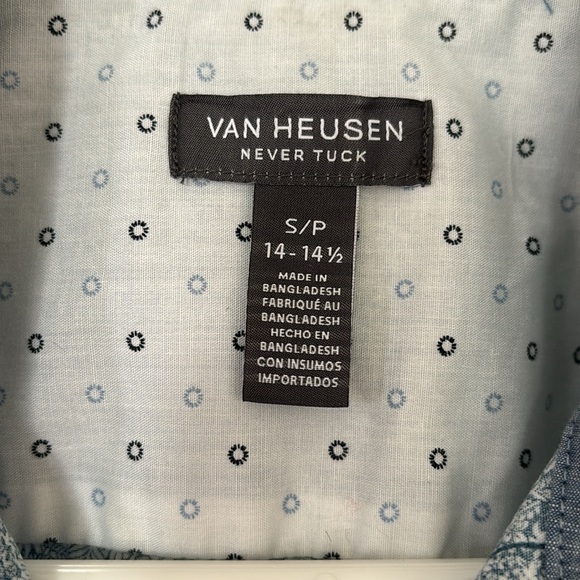 VAN HEUSEN
NEVER TUCK
S/P
14-14½
MADE IN
BANGLADESH
FABRIQUÉ AU
BANGLADESH
HECHO EN
BANGLADESH
CON INSUMOS
IMPORTADOS